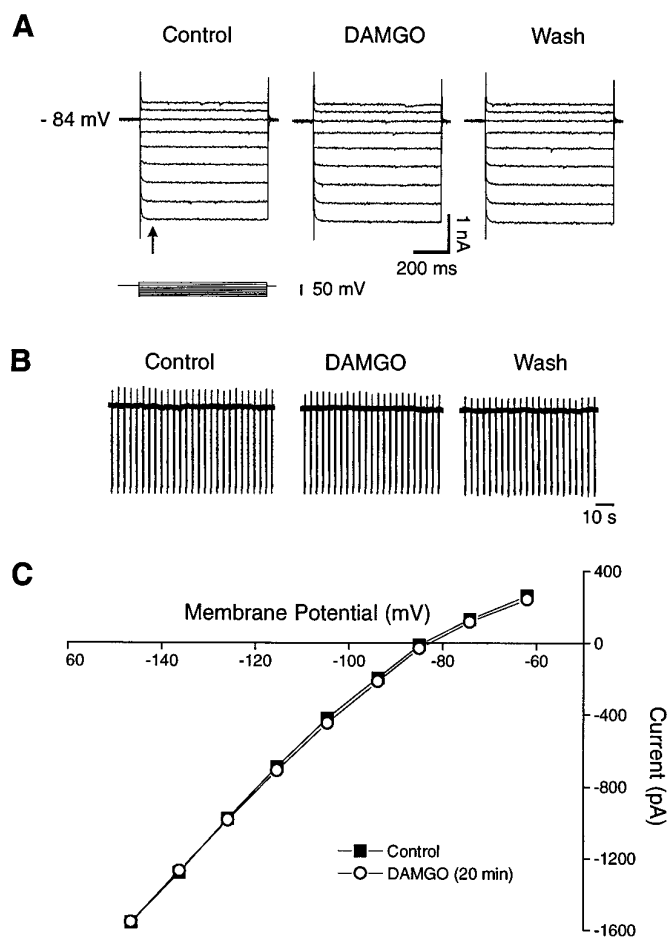 A
Control DAMGO Wash
- 84 mV
1 nA
200 ms
50 mV
B
Control DAMGO Wash
10 s
C
400
Membrane Potential (mV)
0
60 -140 -120 -100 -80 -60
-400
Current (pA)
-800
Control
-1200
DAMGO (20 min)
-1600